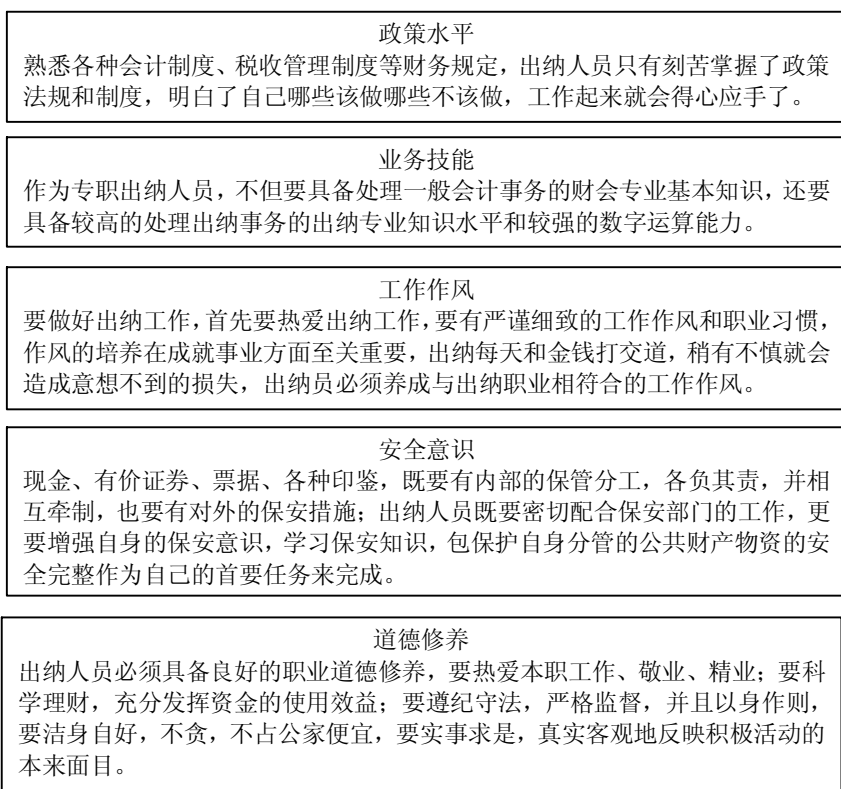 政策水平
熟悉各种会计制度、税收管理制度等财务规定，出纳人员只有刻苦掌握了政策
法规和制度，明白了自己哪些该做哪些不该做，工作起来就会得心应手了。
业务技能
作为专职出纳人员，不但要具备处理一般会计事务的财会专业基本知识，还要
具备较高的处理出纳事务的出纳专业知识水平和较强的数字运算能力。
工作作风
要做好出纳工作，首先要热爱出纳工作，要有严谨细致的工作作风和职业习惯，
作风的培养在成就事业方面至关重要，出纳每天和金钱打交道，稍有不慎就会
造成意想不到的损失，出纳员必须养成与出纳职业相符合的工作作风。
安全意识
现金、有价证券、票据、各种印鉴，既要有内部的保管分工，各负其责，并相
互牵制，也要有对外的保安措施；出纳人员既要密切配合保安部门的工作，更
要增强自身的保安意识，学习保安知识，包保护自身分管的公共财产物资的安
全完整作为自己的首要任务来完成。
道德修养
出纳人员必须具备良好的职业道德修养，要热爱本职工作、敬业、精业；要科
学理财，充分发挥资金的使用效益；要遵纪守法，严格监督，并且以身作则，
要洁身自好，不贪，不占公家便宜，要实事求是，真实客观地反映积极活动的
本来面目。